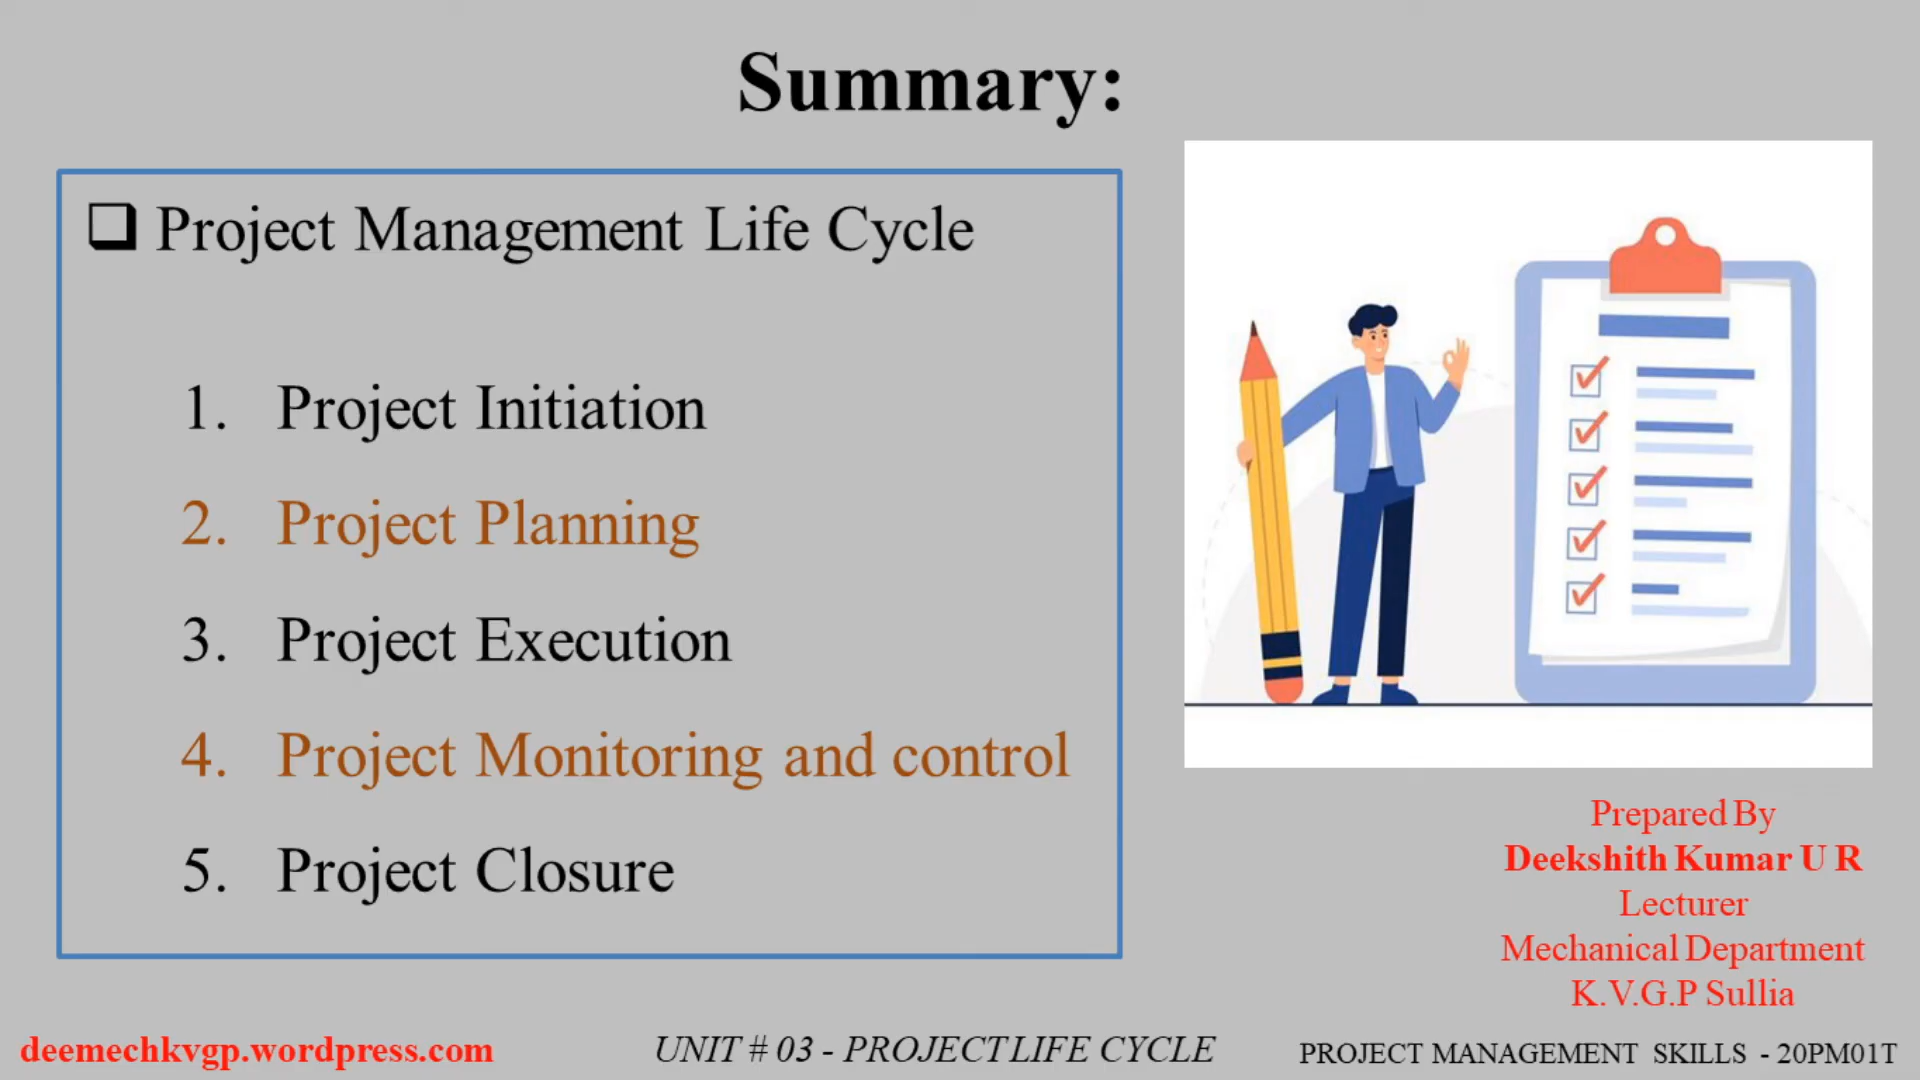 Summary:
Project Management Life Cycle
1. Project Initiation
2. Project Planning
3. Project Execution
4. Project Monitoring and control
5. Project Closure
Prepared By
Deekshith Kumar U R
Lecturer
Mechanical Department
K.V.G.P Sullia
deemechkvgp.wordpress.com
UNIT # 03 - PROJECT LIFE CYCLE
PROJECT MANAGEMENT SKILLS - 20PM01T